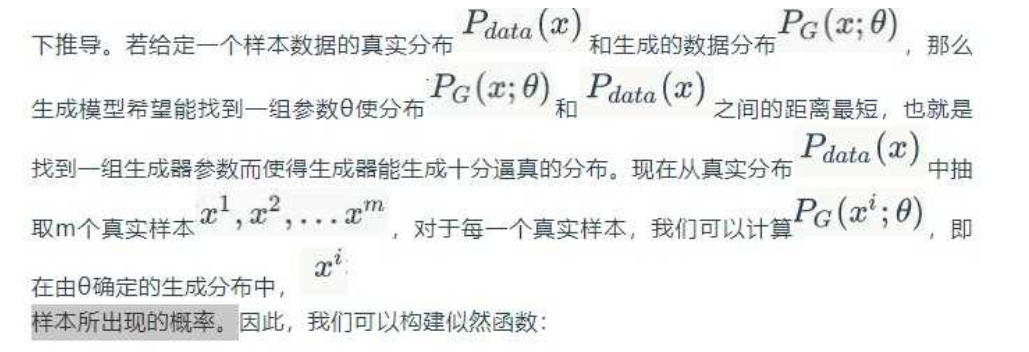 下推导。若给定一个样本数据的真实分布 P_{data}(x) 和生成的数据分布 P_G(x;θ) ，那么
生成模型希望能找到一组参数θ使分布 P_G(x;θ) 和 P_{data}(x) 之间的距离最短，也就是
找到一组生成器参数而使得生成器能生成十分逼真的分布。现在从真实分布 P_{data}(x) 中抽
取m个真实样本 x^1,x^2,...x^m ，对于每一个真实样本，我们可以计算 P_G(x^i;θ) ，即
在由θ确定的生成分布中， x^i
样本所出现的概率。因此，我们可以构建似然函数：